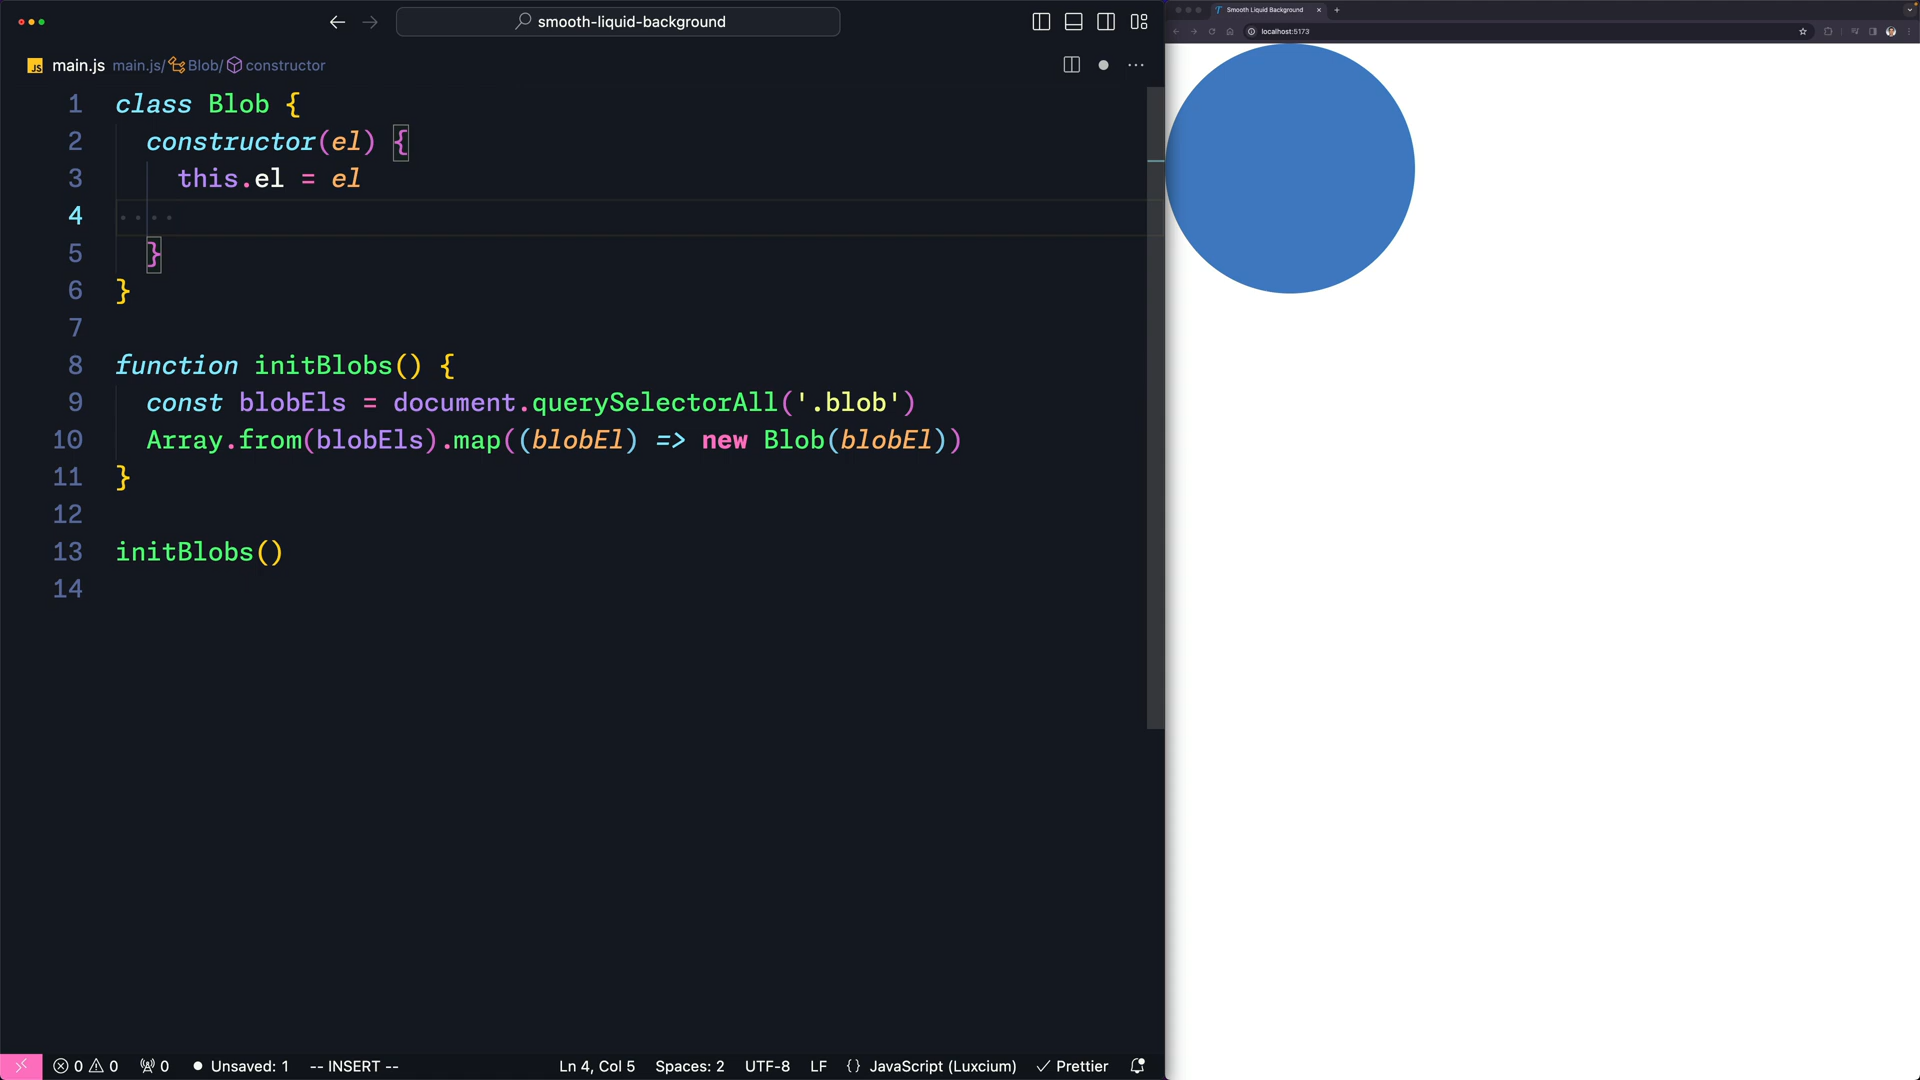 smooth-liquid-background
main.js main.js/ Blob/ constructor
1 class Blob {
2 constructor(el) {
3 this.el = el
4
5 }
6 }
7
8 function initBlobs() {
9 const blobEls = document.querySelectorAll('.blob')
10 Array.from(blobEls).map((blobEl) => new Blob(blobEl))
11 }
12
13 initBlobs()
14
0 0 0 Unsaved: 1 -- INSERT -- Ln 4, Col 5 Spaces: 2 UTF-8 LF {} JavaScript (Luxcium) Prettier
Smooth Liquid Background
localhost:5173